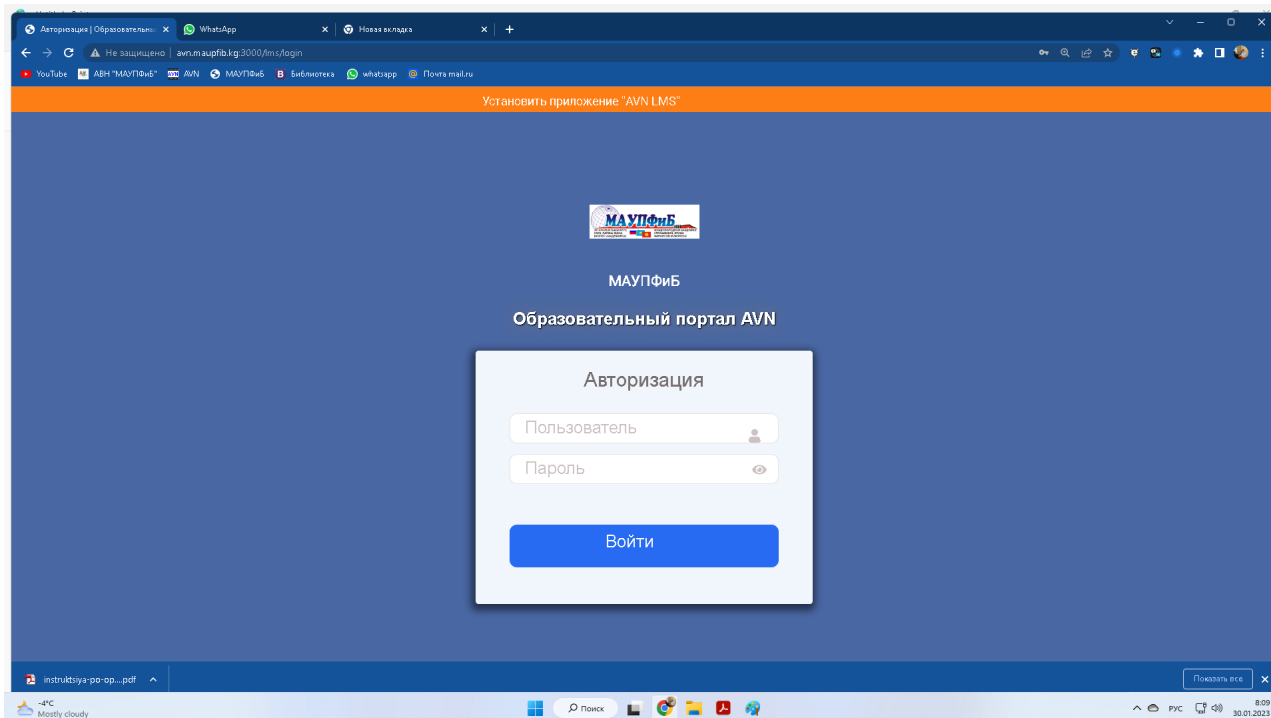 Авторизация | Образовательны
WhatsApp
Новая вкладка
Не защищено
avn.maupfib.kg:3000/lms/login
YouTube
АВН "МАУПФиБ"
AVN
МАУПФиБ
Библиотека
whatsapp
Почта mail.ru
Установить приложение "AVN LMS"
МАУПФиБ
МАУПФиБ
Образовательный портал AVN
Авторизация
Пользователь
Пароль
Войти
instruktsiya-po-op....pdf
Показать все
-4°C
Mostly cloudy
Поиск
РУС
8:09
30.01.2023